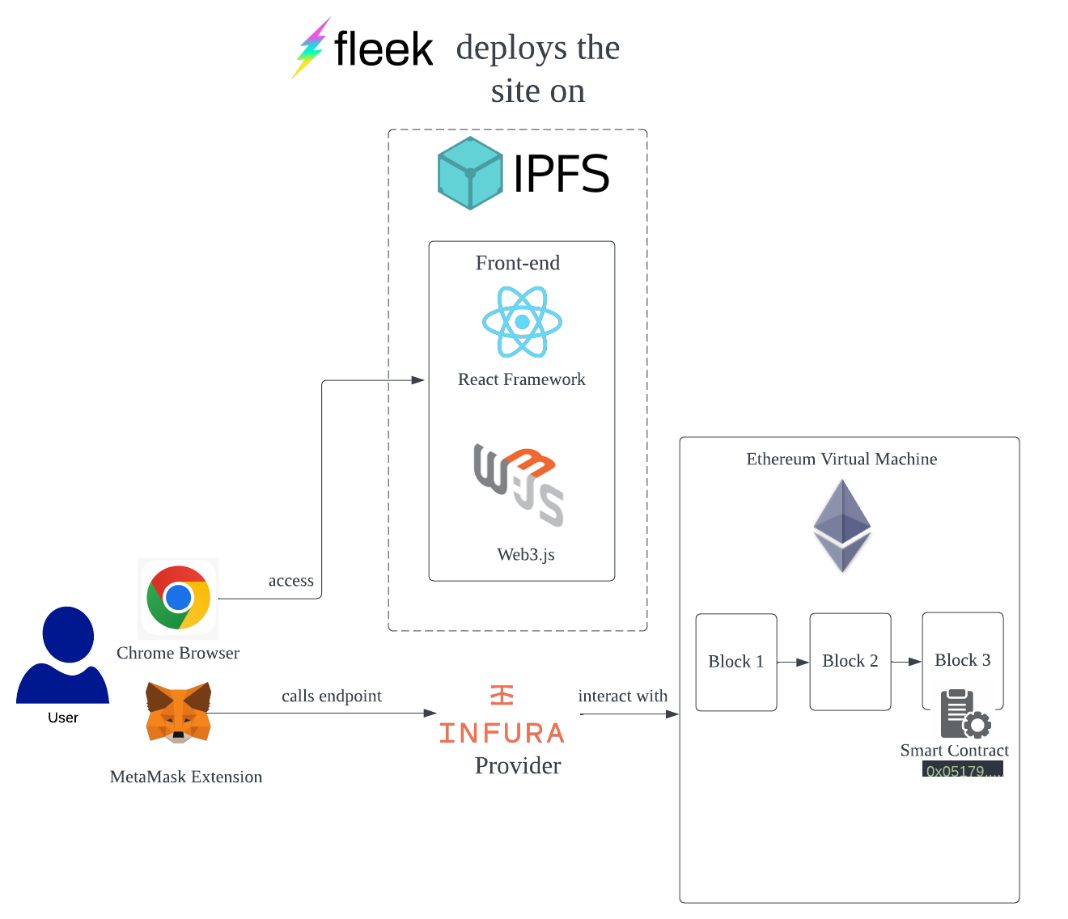 fleek deploys the
site on
IPFS
Front-end
React Framework
W3JS
Web3.js
access
Chrome Browser
User
MetaMask Extension
calls endpoint
INFURA
Provider
interact with
Ethereum Virtual Machine
Block 1
Block 2
Block 3
Smart Contract
0x05179....